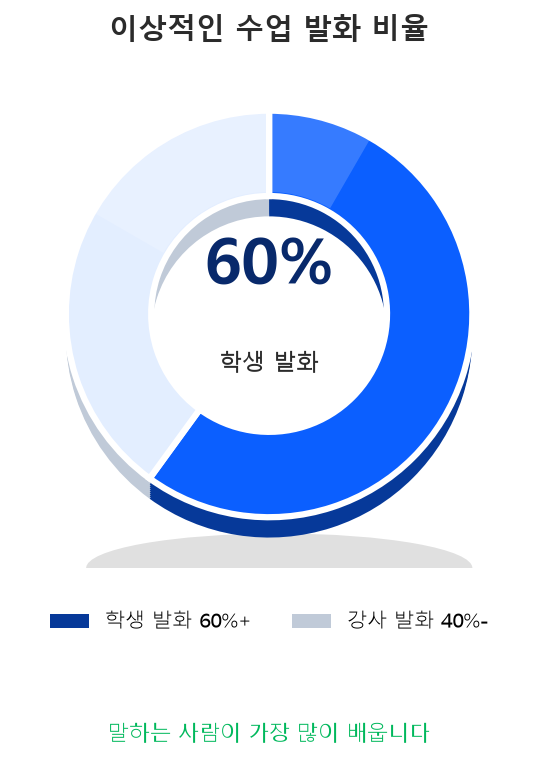 이상적인 수업 발화 비율
60%
학생 발화
학생 발화 60%+
강사 발화 40%-
말하는 사람이 가장 많이 배웁니다